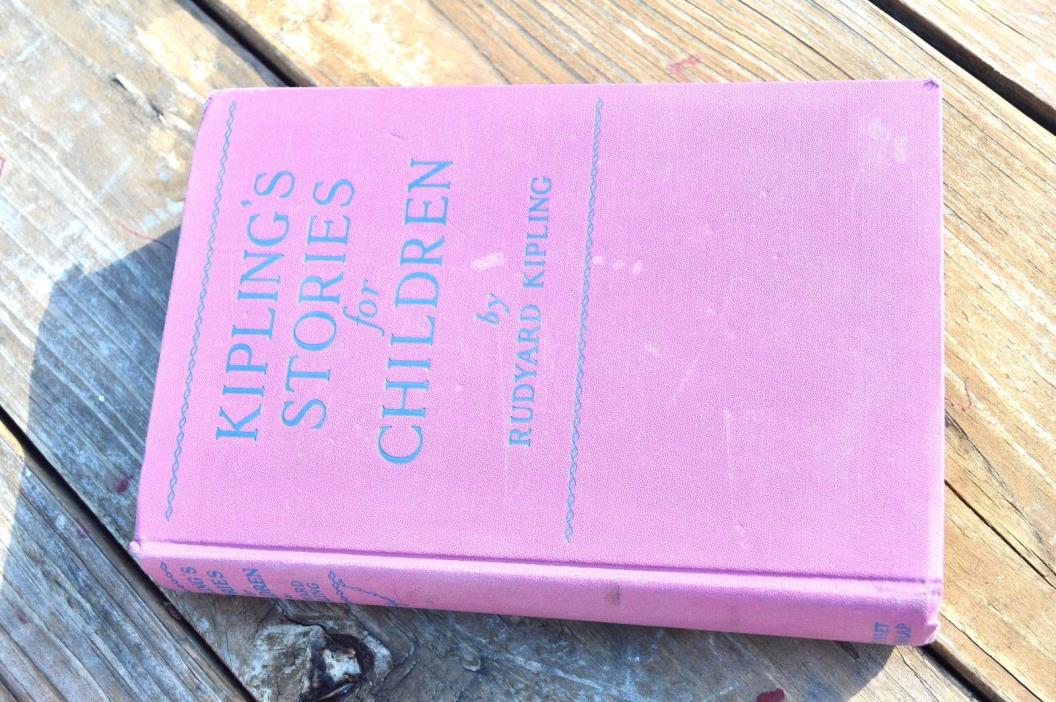 KIPLING'S
STORIES
for
CHILDREN
by
RUDYARD KIPLING